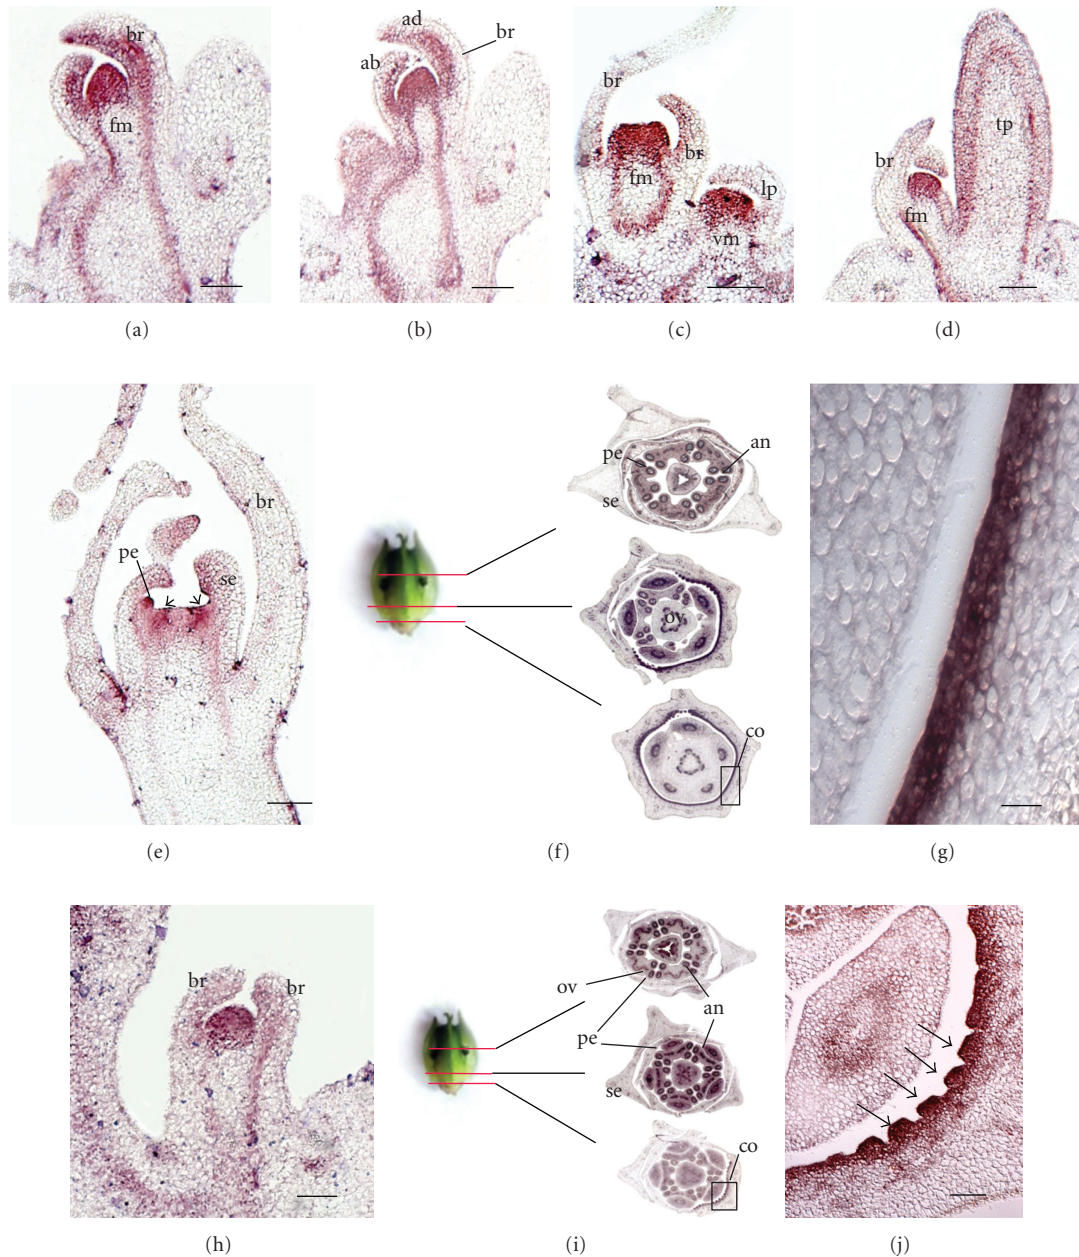 br
fm
(a)
ad
br
ab
(b)
br
br
fm
lp
vm
(c)
tp
br
fm
(d)
br
pe
se
(e)
pe
an
se
ov
co
(f)
(g)
br
br
(h)
ov
an
pe
se
co
(i)
(j)